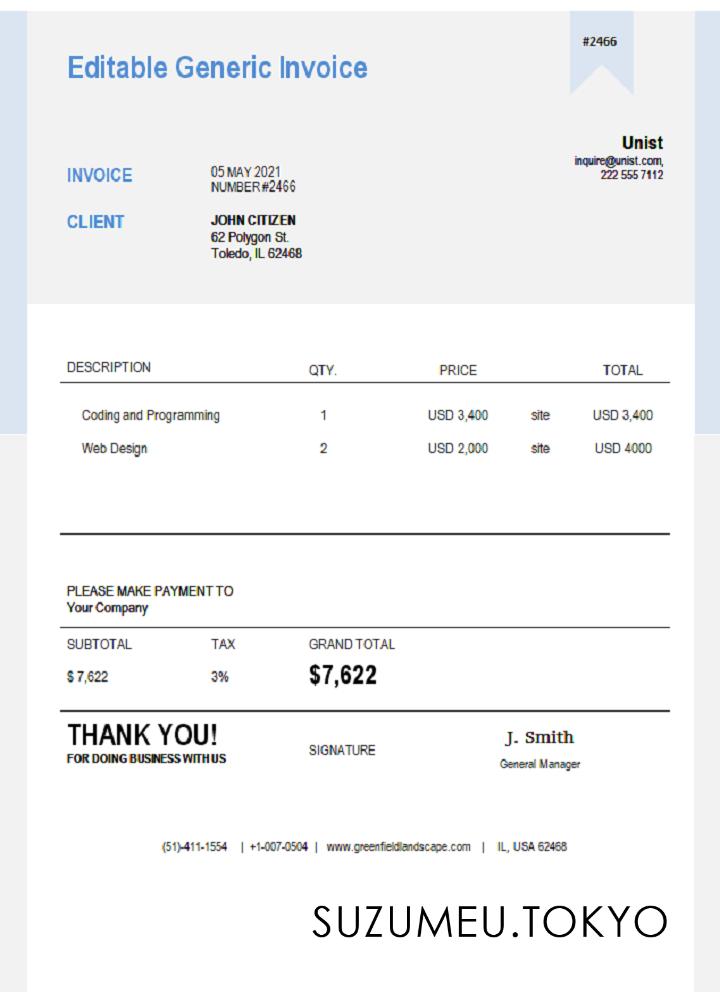 #2466
Editable Generic Invoice
Unist
inquire@unist.com,
222 555 7112
INVOICE
05 MAY 2021
NUMBER#2466
CLIENT
JOHN CITIZEN
62 Polygon St.
Toledo, IL 62468
DESCRIPTION QTY. PRICE TOTAL
Coding and Programming 1 USD 3,400 site USD 3,400
Web Design 2 USD 2,000 site USD 4000
PLEASE MAKE PAYMENT TO
Your Company
SUBTOTAL TAX GRAND TOTAL
$ 7,622 3% $7,622
THANK YOU!
FOR DOING BUSINESS WITH US
SIGNATURE
J. Smith
General Manager
(51)-411-1554 | +1-007-0504 | www.greenfieldlandscape.com | IL, USA 62468
SUZUMEU.TOKYO